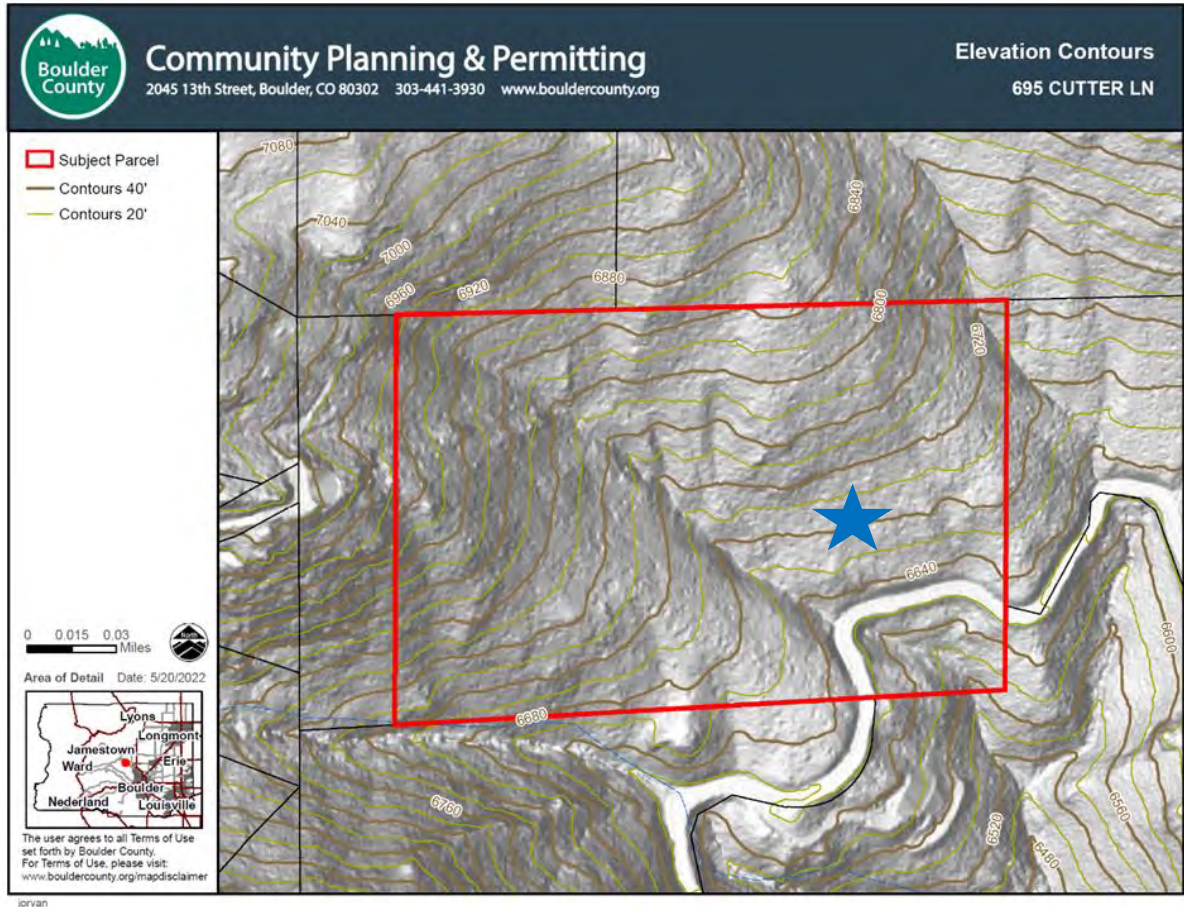 Boulder
County
Community Planning & Permitting
2045 13th Street, Boulder, CO 80302 303-441-3930 www.bouldercounty.org
Elevation Contours
695 CUTTER LN
Subject Parcel
Contours 40'
Contours 20'
7080
7040
7000
6960
6920
6880
6840
6800
6720
6640
6600
6680
6760
6560
6520
6480
0 0.015 0.03
Miles
North
Area of Detail Date: 5/20/2022
Lyons
Longmont
Jamestown
Ward
Erie
Boulder
Nederland
Louisville
The user agrees to all Terms of Use
set forth by Boulder County.
For Terms of Use, please visit:
www.bouldercounty.org/mapdisclaimer
jorvan